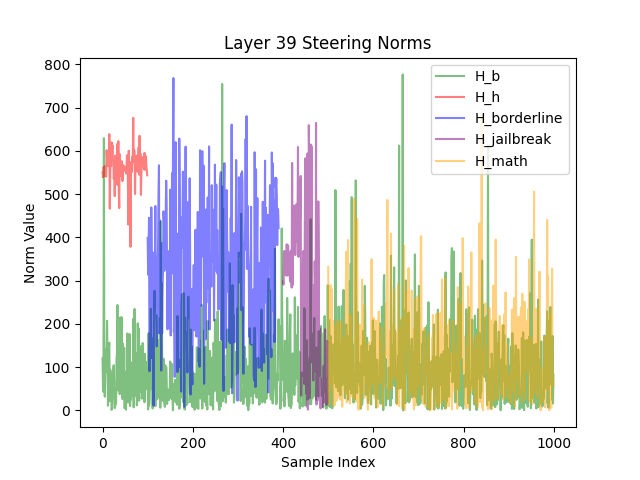 Layer 39 Steering Norms
H_b
H_h
H_borderline
H_jailbreak
H_math
Norm Value
800
700
600
500
400
300
200
100
0
0 200 400 600 800 1000
Sample Index